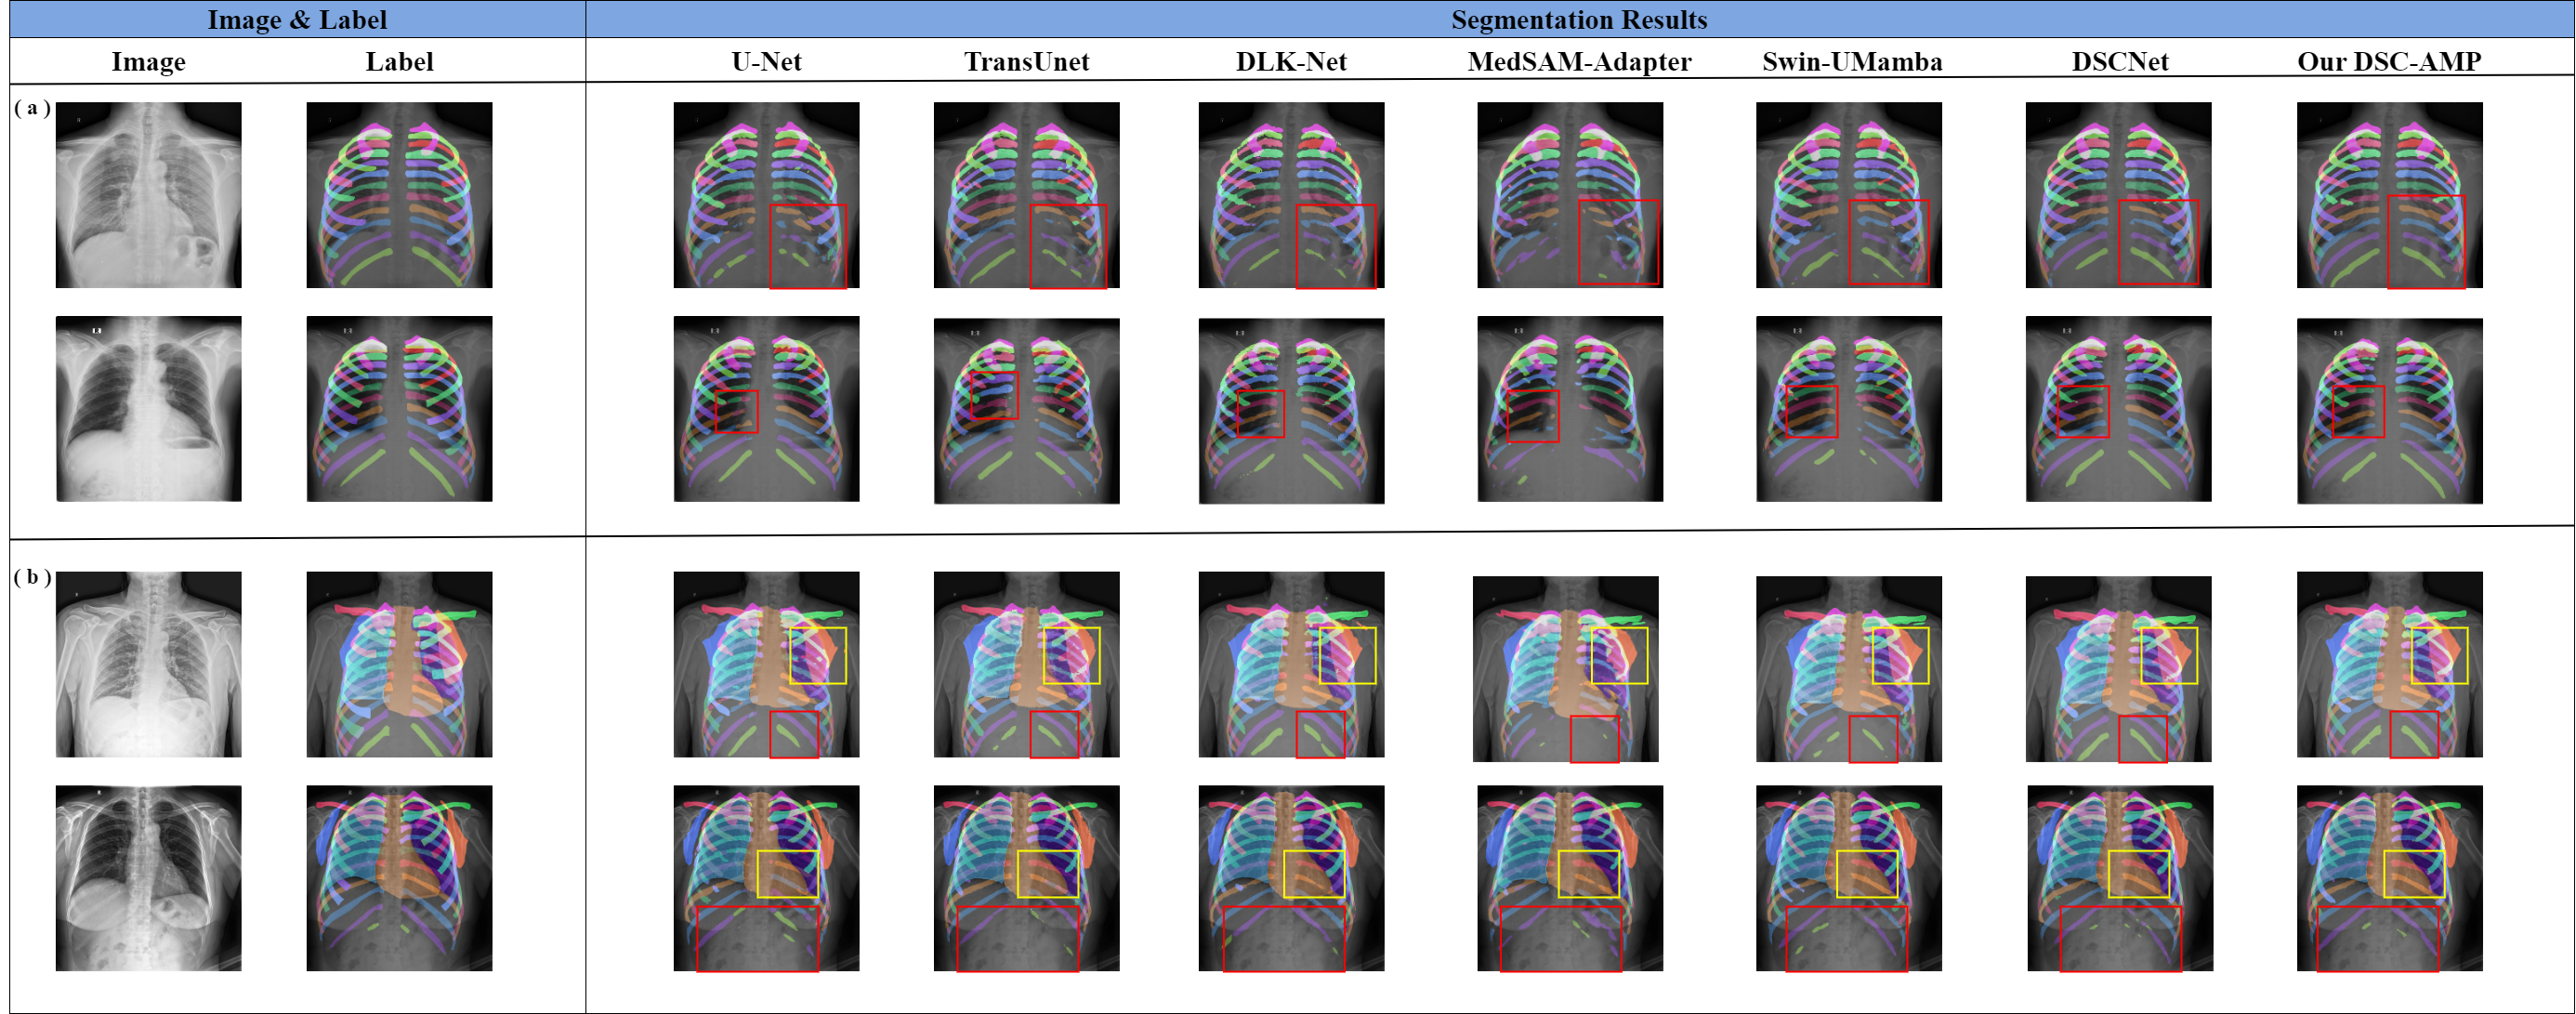 Image & Label
Segmentation Results
Image
Label
U-Net
TransUnet
DLK-Net
MedSAM-Adapter
Swin-UMamba
DSCNet
Our DSC-AMP
( a )
( b )